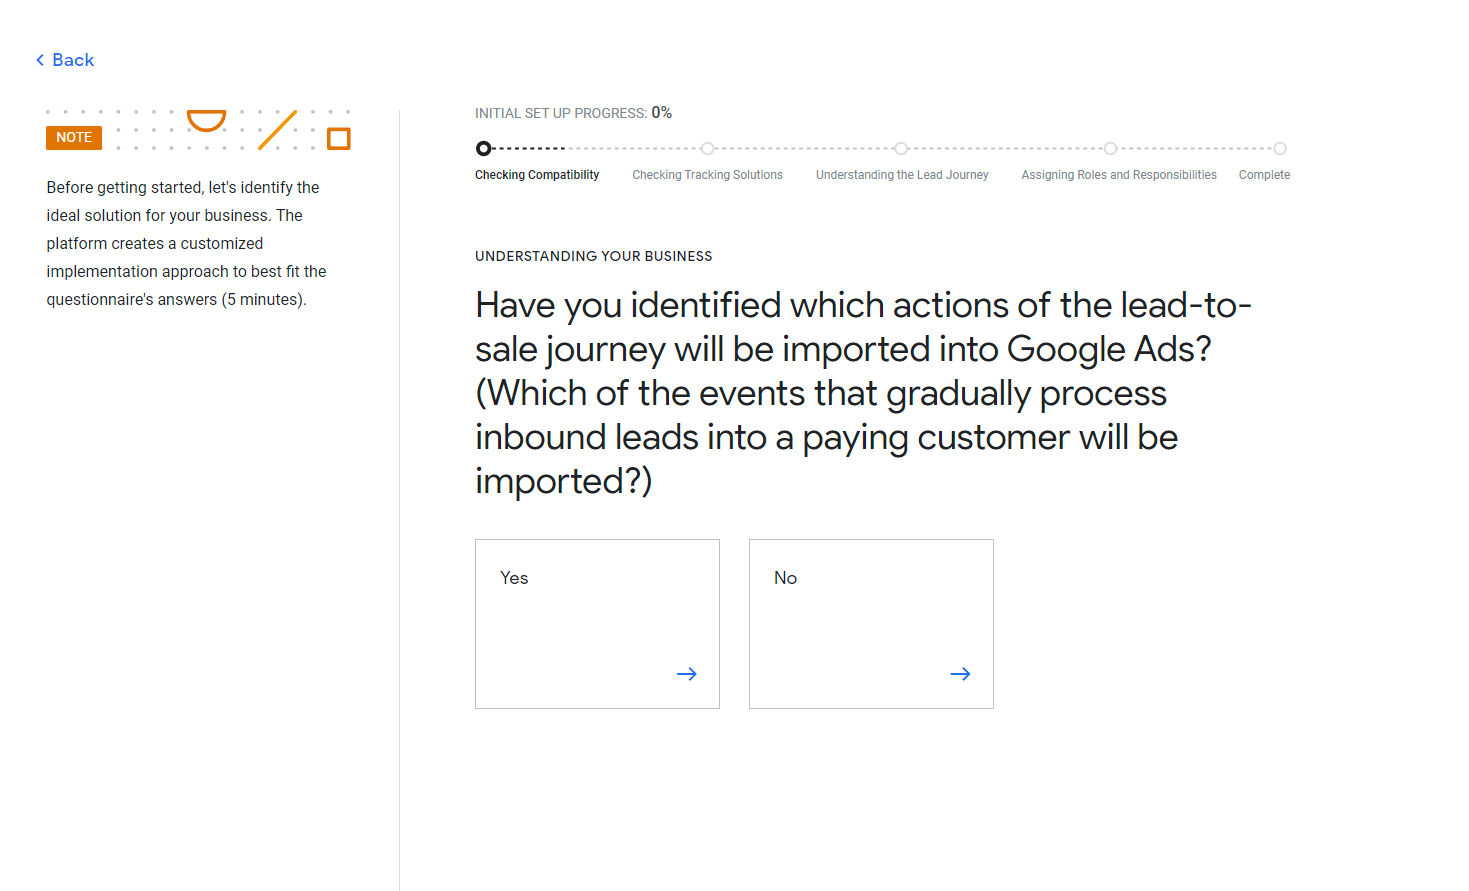 Back
NOTE
Before getting started, let's identify the
ideal solution for your business. The
platform creates a customized
implementation approach to best fit the
questionnaire's answers (5 minutes).
INITIAL SET UP PROGRESS: 0%
Checking Compatibility
Checking Tracking Solutions
Understanding the Lead Journey
Assigning Roles and Responsibilities
Complete
UNDERSTANDING YOUR BUSINESS
Have you identified which actions of the lead-to-
sale journey will be imported into Google Ads?
(Which of the events that gradually process
inbound leads into a paying customer will be
imported?)
Yes
No